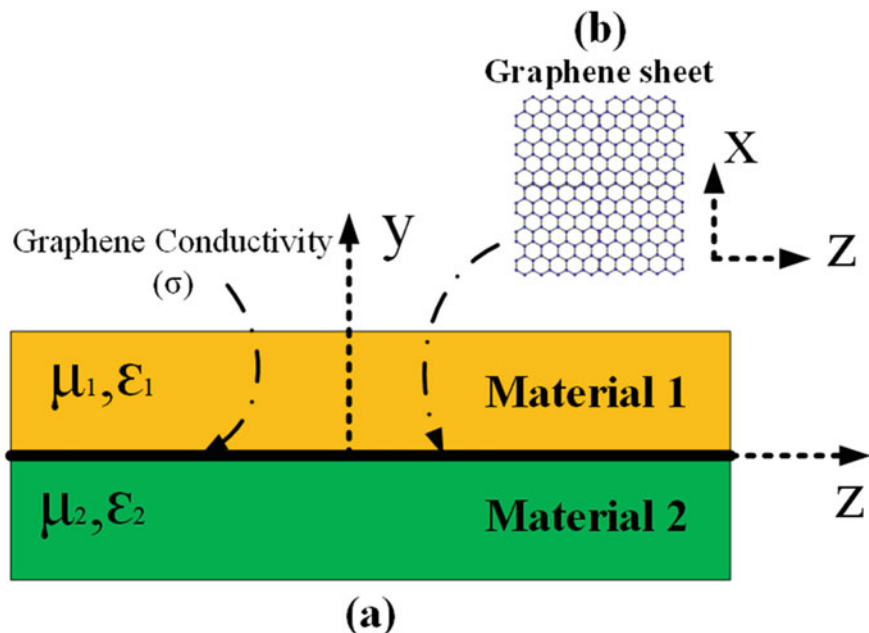 (b)
Graphene sheet
X
Z
y
Graphene Conductivity
(σ)
μ₁,ε₁
Material 1
Z
μ₂,ε₂
Material 2
(a)